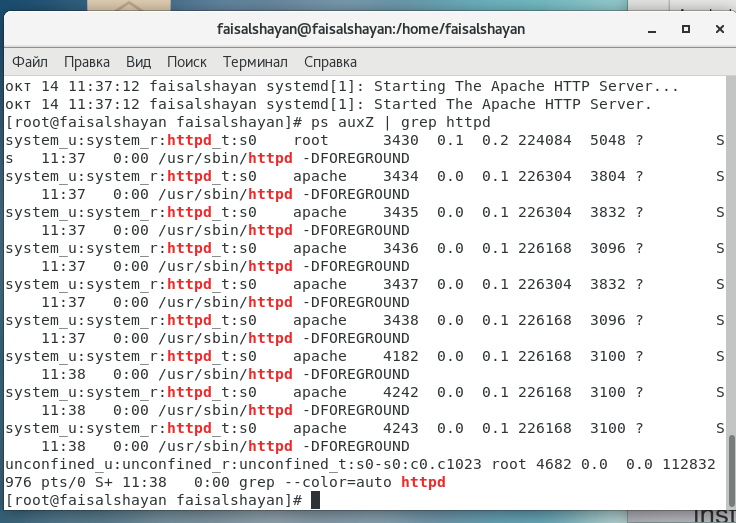 faisalshayan@faisalshayan:/home/faisalshayan
Файл Правка Вид Поиск Терминал Справка
окт 14 11:37:12 faisalshayan systemd[1]: Starting The Apache HTTP Server...
окт 14 11:37:12 faisalshayan systemd[1]: Started The Apache HTTP Server.
[root@faisalshayan faisalshayan]# ps auxZ | grep httpd
system_u:system_r:httpd_t:s0    root      3430  0.1  0.2 224084  5048 ?        S
s   11:37   0:00 /usr/sbin/httpd -DFOREGROUND
system_u:system_r:httpd_t:s0    apache    3434  0.0  0.1 226304  3804 ?        S
    11:37   0:00 /usr/sbin/httpd -DFOREGROUND
system_u:system_r:httpd_t:s0    apache    3435  0.0  0.1 226304  3832 ?        S
    11:37   0:00 /usr/sbin/httpd -DFOREGROUND
system_u:system_r:httpd_t:s0    apache    3436  0.0  0.1 226168  3096 ?        S
    11:37   0:00 /usr/sbin/httpd -DFOREGROUND
system_u:system_r:httpd_t:s0    apache    3437  0.0  0.1 226304  3832 ?        S
    11:37   0:00 /usr/sbin/httpd -DFOREGROUND
system_u:system_r:httpd_t:s0    apache    3438  0.0  0.1 226168  3096 ?        S
    11:37   0:00 /usr/sbin/httpd -DFOREGROUND
system_u:system_r:httpd_t:s0    apache    4182  0.0  0.1 226168  3100 ?        S
    11:38   0:00 /usr/sbin/httpd -DFOREGROUND
system_u:system_r:httpd_t:s0    apache    4242  0.0  0.1 226168  3100 ?        S
    11:38   0:00 /usr/sbin/httpd -DFOREGROUND
system_u:system_r:httpd_t:s0    apache    4243  0.0  0.1 226168  3100 ?        S
    11:38   0:00 /usr/sbin/httpd -DFOREGROUND
unconfined_u:unconfined_r:unconfined_t:s0-s0:c0.c1023 root 4682 0.0  0.0 112832
976 pts/0 S+ 11:38   0:00 grep --color=auto httpd
[root@faisalshayan faisalshayan]#